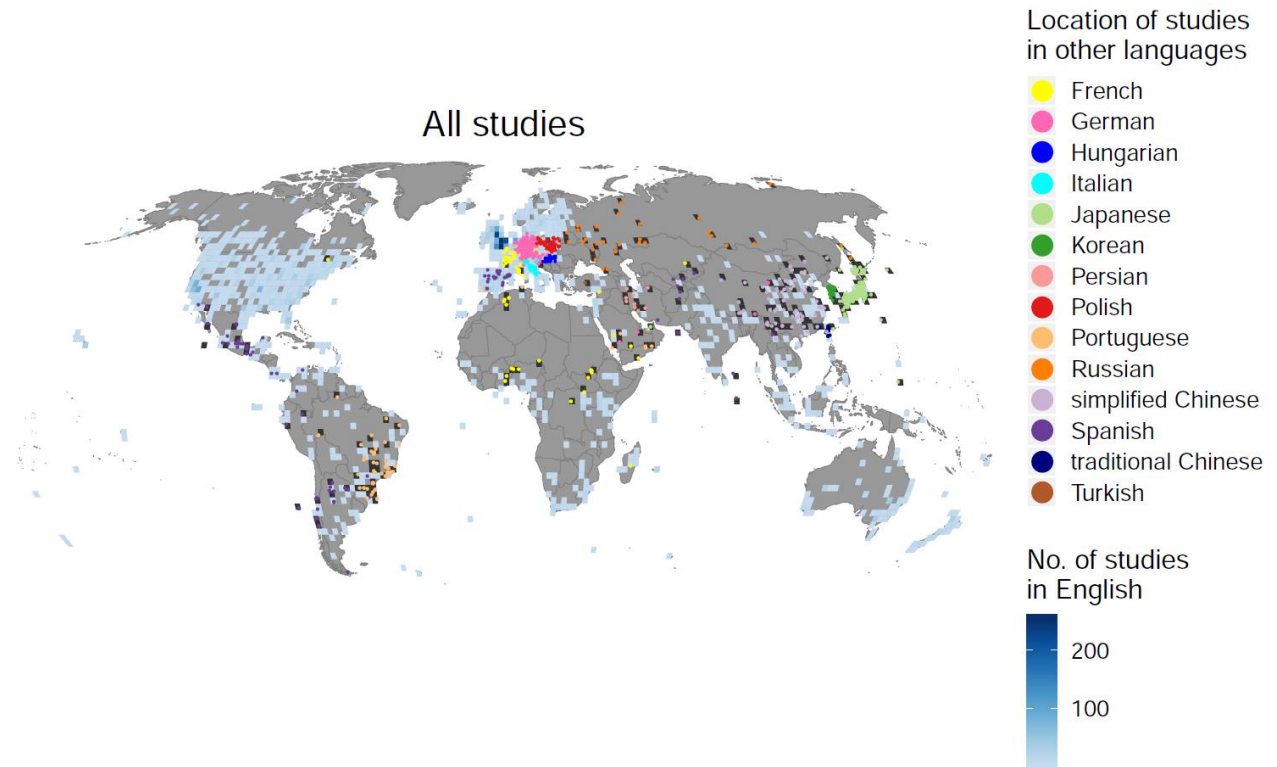 All studies
Location of studies
in other languages
French
German
Hungarian
Italian
Japanese
Korean
Persian
Polish
Portuguese
Russian
simplified Chinese
Spanish
traditional Chinese
Turkish
No. of studies
in English
200
100